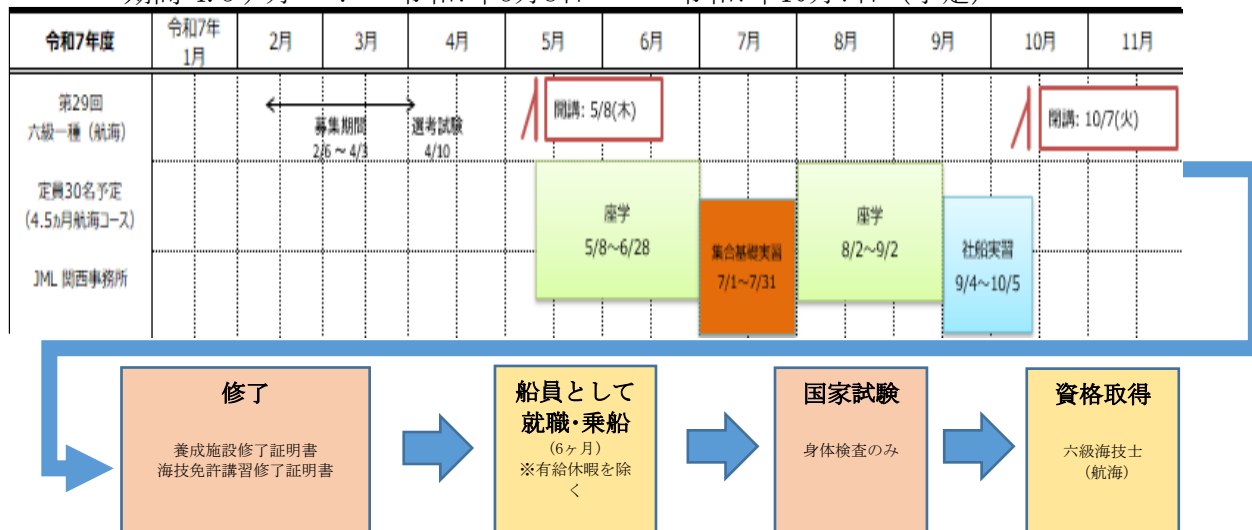 令和7年度
令和7年
1月
2月
3月
4月
5月
6月
7月
8月
9月
10月
11月
第29回
六級一種（航海）
募集期間
2/6 ～ 4/3
選考試験
4/10
開講: 5/8(木)
閉講: 10/7(火)
定員30名予定
(4.5ヵ月航海コース)
JML 関西事務所
座学
5/8～6/28
集合基礎実習
7/1～7/31
座学
8/2～9/2
社船実習
9/4～10/5
修了
養成施設修了証明書
海技免許講習修了証明書
船員として
就職・乗船
(6ヶ月)
※有給休暇を除
く
国家試験
身体検査のみ
資格取得
六級海技士
(航海)